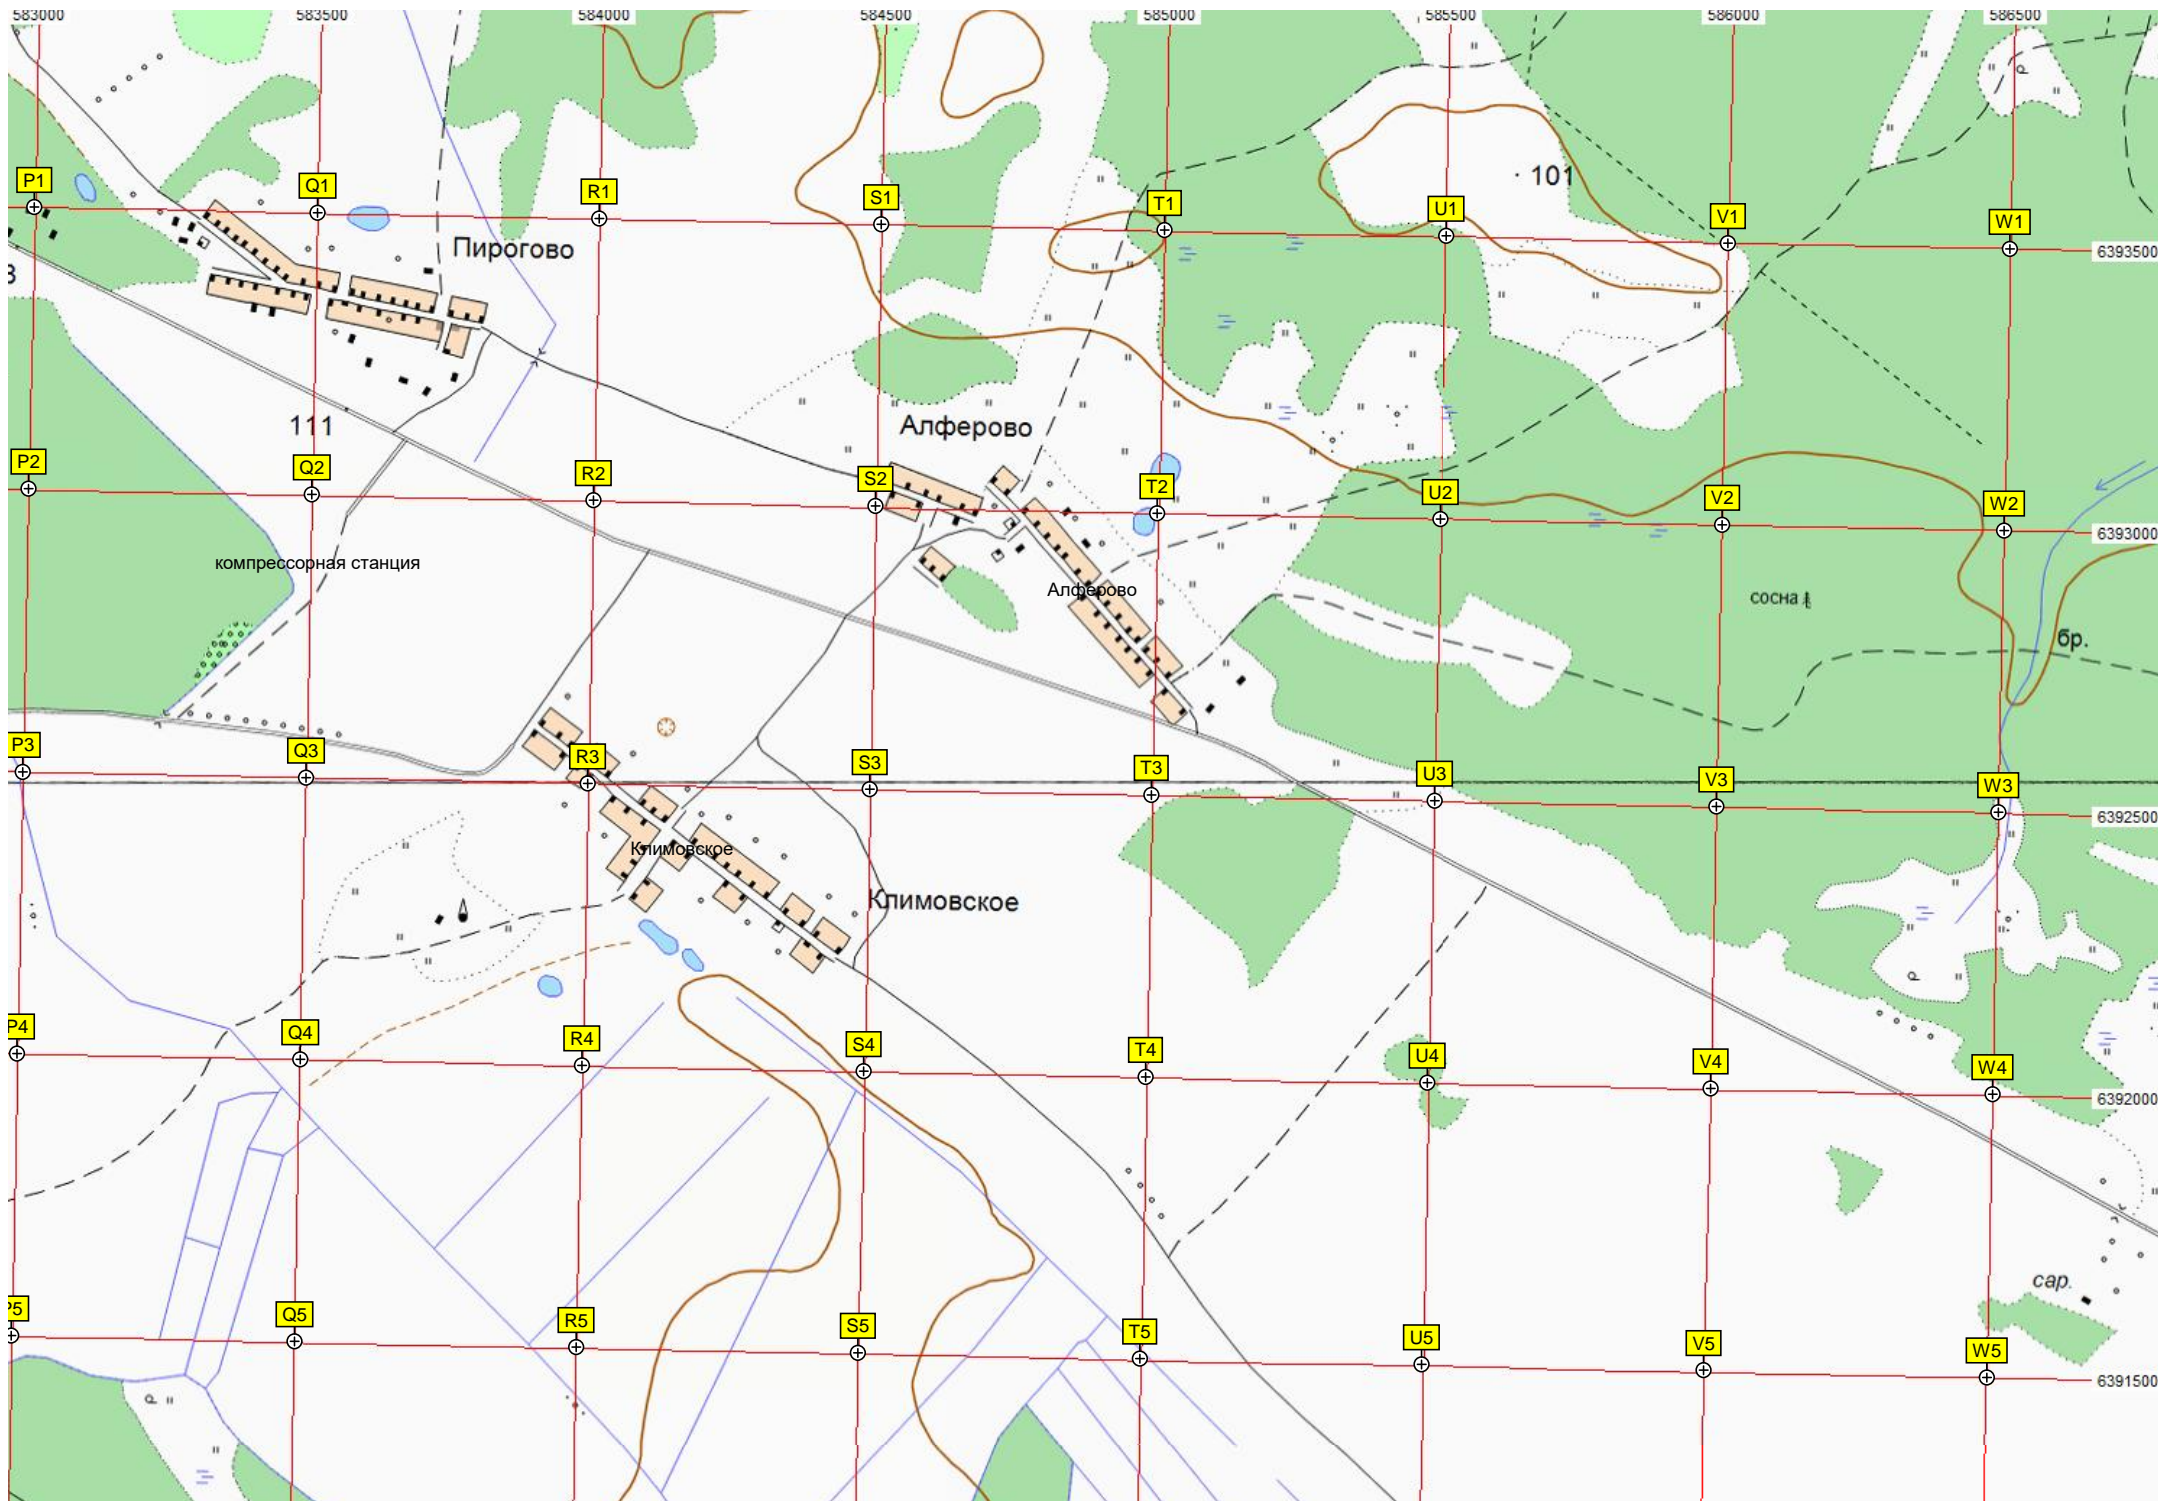 583000 583500 584000 584500 585000 585500 586000 586500
101
P1 Q1 R1 S1 T1 U1 V1 W1
Пирогово
6393500
3
111
Алферово
P2 Q2 R2 S2 T2 U2 V2 W2
6393000
компрессорная станция
Алферово
сосна
бр.
P3 Q3 R3 S3 T3 U3 V3 W3
6392500
Климовское
Климовское
P4 Q4 R4 S4 T4 U4 V4 W4
6392000
сар.
P5 Q5 R5 S5 T5 U5 V5 W5
6391500